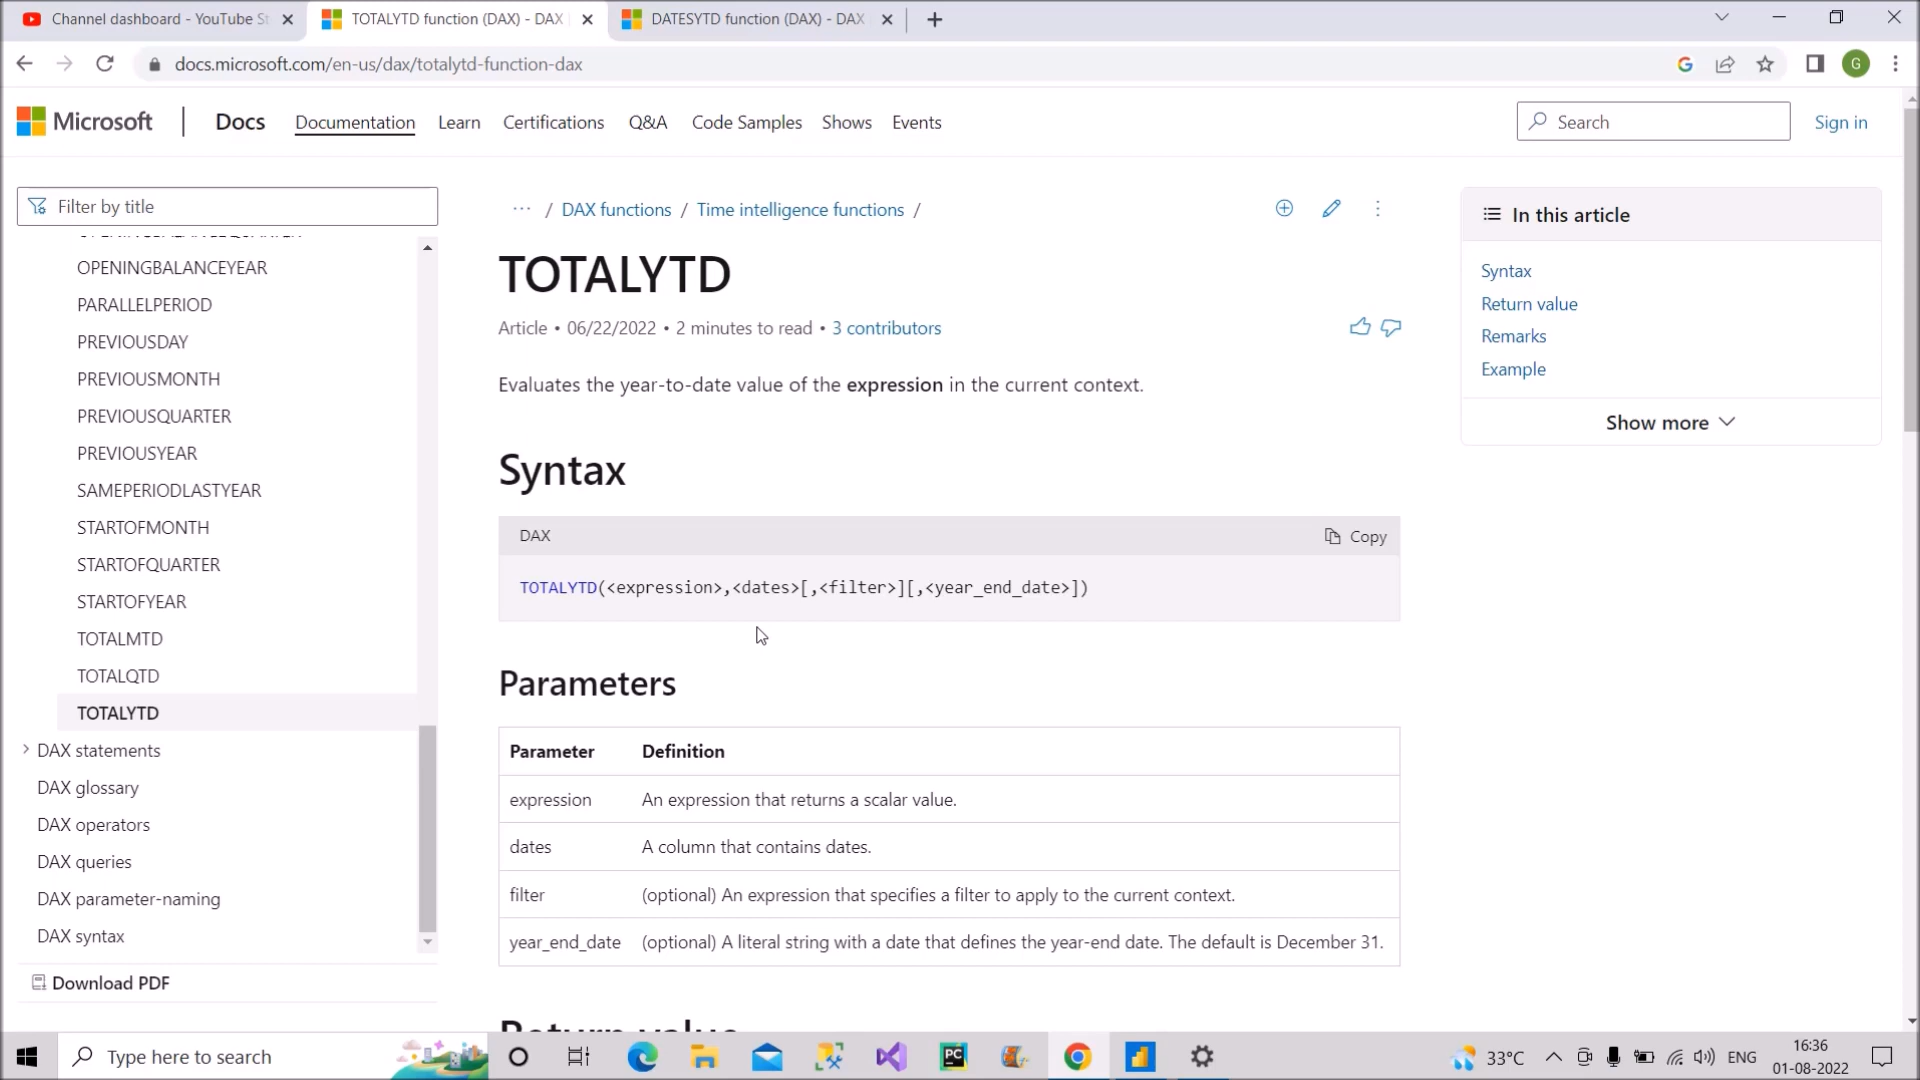 Channel dashboard - YouTube St
TOTALYTD function (DAX) - DAX
DATESYTD function (DAX) - DAX
docs.microsoft.com/en-us/dax/totalytd-function-dax
G
Microsoft
Docs
Documentation
Learn
Certifications
Q&A
Code Samples
Shows
Events
Search
Sign in
Filter by title
OPENINGBALANCEQUARTER
OPENINGBALANCEYEAR
PARALLELPERIOD
PREVIOUSDAY
PREVIOUSMONTH
PREVIOUSQUARTER
PREVIOUSYEAR
SAMEPERIODLASTYEAR
STARTOFMONTH
STARTOFQUARTER
STARTOFYEAR
TOTALMTD
TOTALQTD
TOTALYTD
DAX statements
DAX glossary
DAX operators
DAX queries
DAX parameter-naming
DAX syntax
Download PDF
··· / DAX functions / Time intelligence functions /
TOTALYTD
Article • 06/22/2022 • 2 minutes to read • 3 contributors
Evaluates the year-to-date value of the expression in the current context.
Syntax
DAX
Copy
TOTALYTD(<expression>,<dates>[,<filter>][,<year_end_date>])
Parameters
Parameter Definition
expression An expression that returns a scalar value.
dates A column that contains dates.
filter (optional) An expression that specifies a filter to apply to the current context.
year_end_date (optional) A literal string with a date that defines the year-end date. The default is December 31.
Return value
In this article
Syntax
Return value
Remarks
Example
Show more
Type here to search
PC
33°C
ENG
16:36
01-08-2022